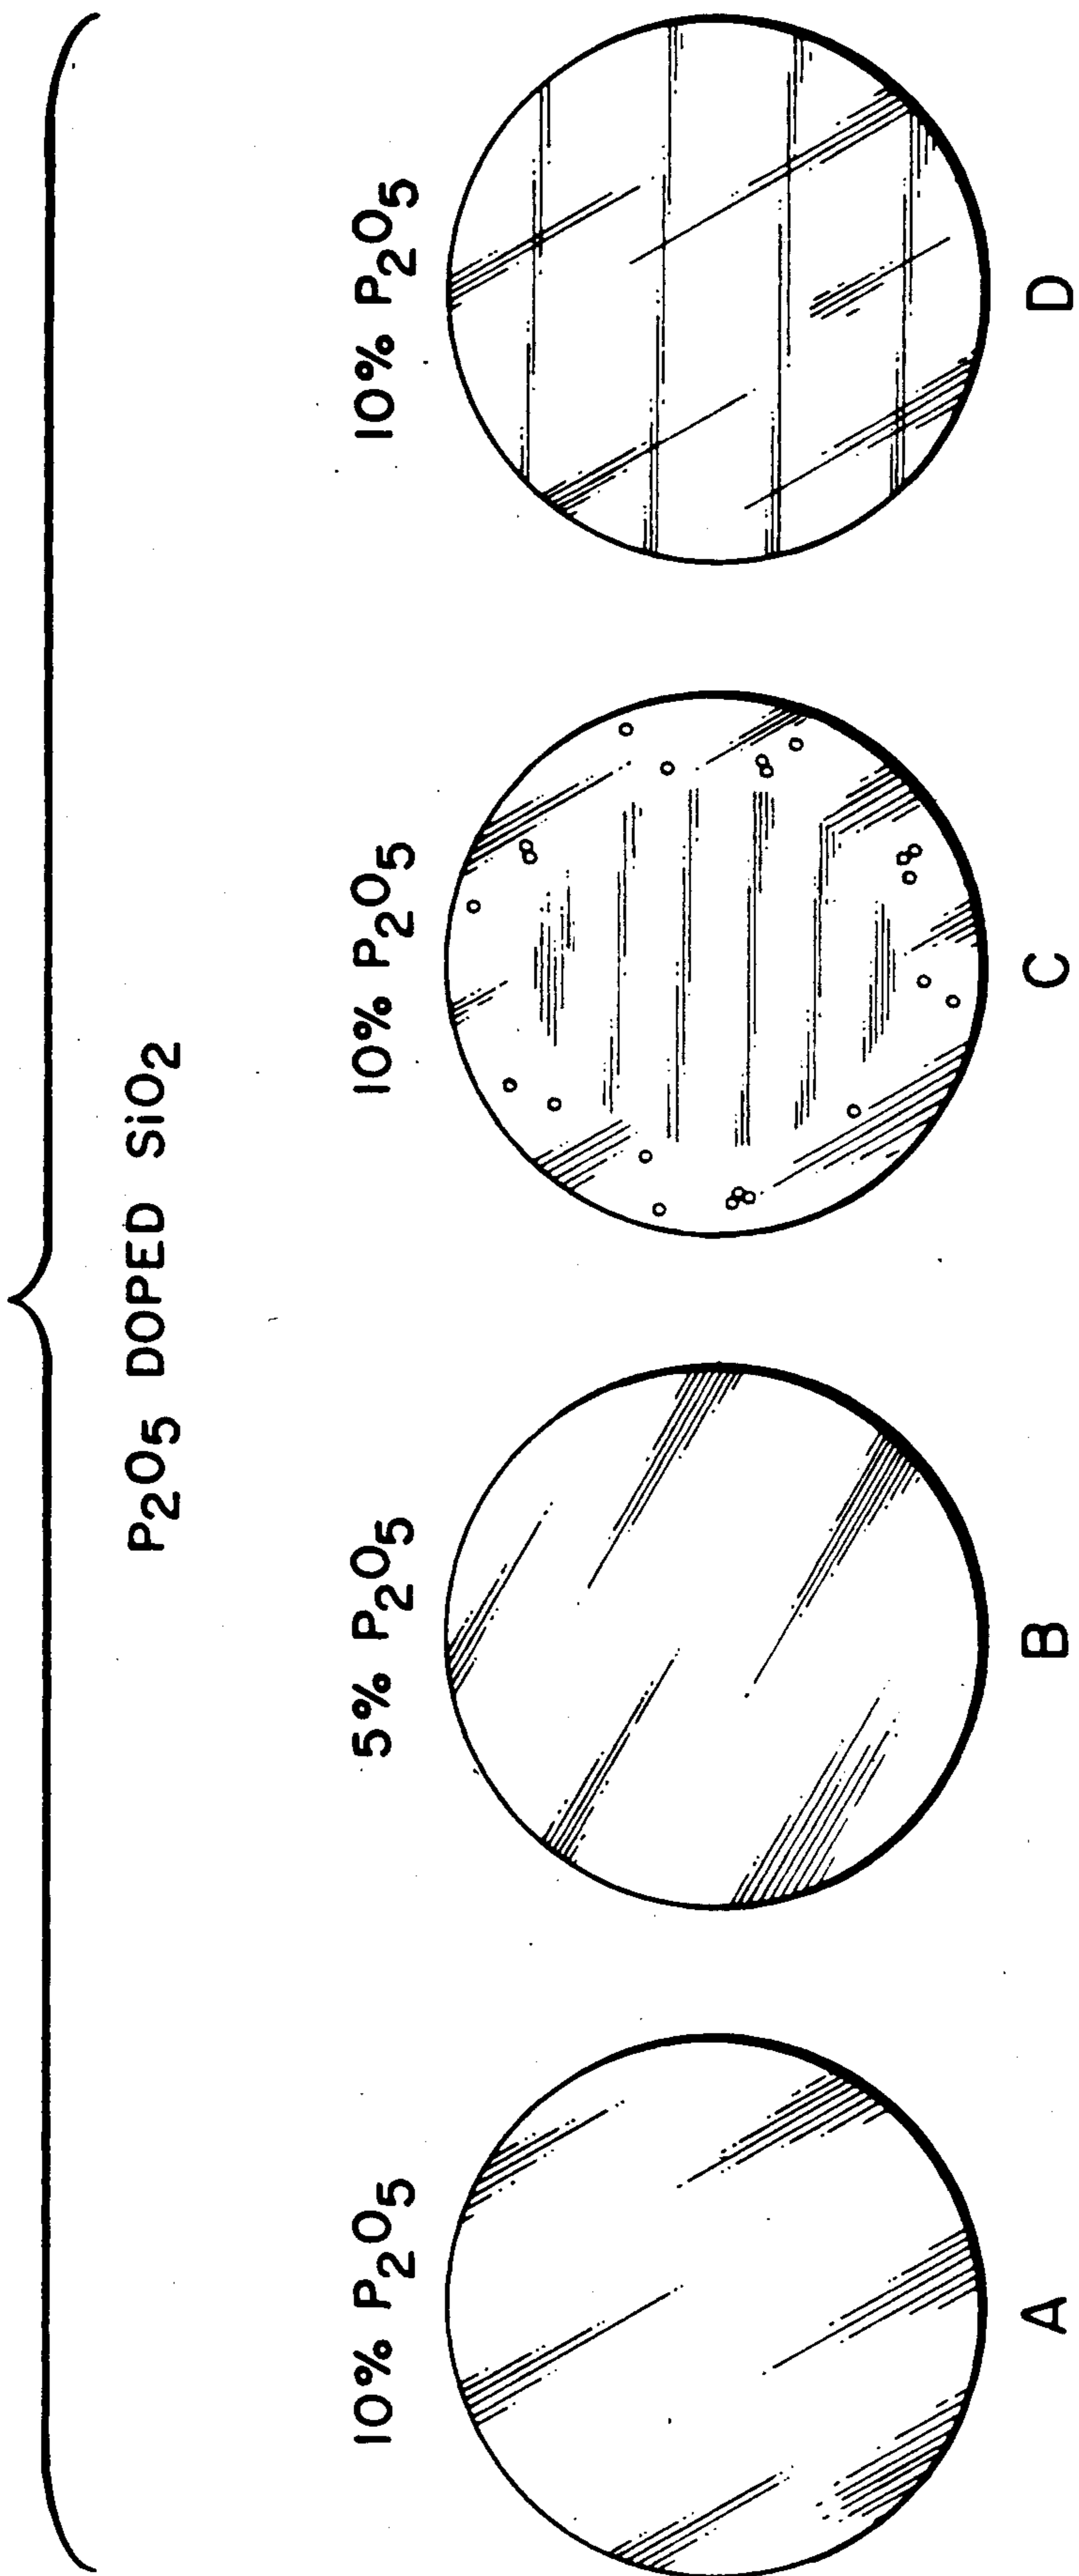 P₂O₅ DOPED SiO₂
10% P₂O₅
5% P₂O₅
10% P₂O₅
10% P₂O₅
A
B
C
D